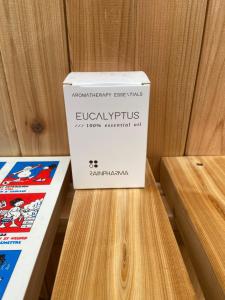 AROMATHERAPY ESSENTIALS
EUCALYPTUS
/// 100% essential oil
RAINPHARMA